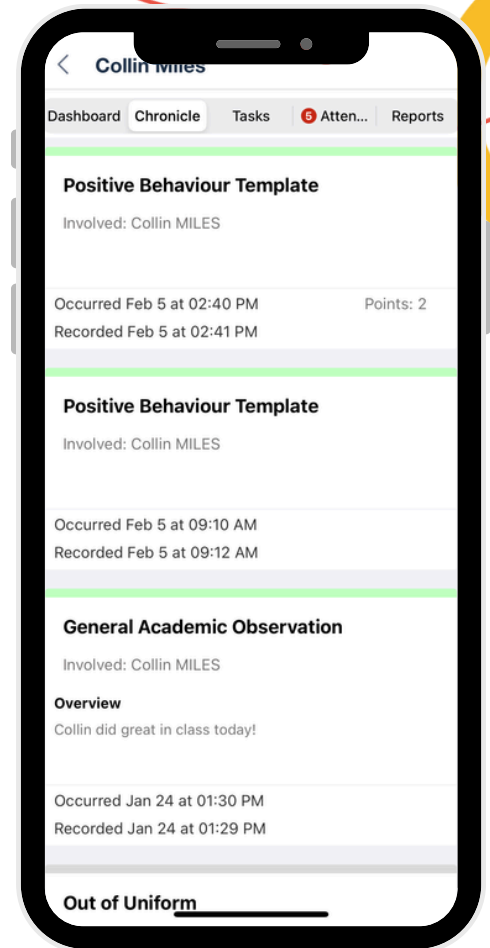 Collin Miles
Dashboard Chronicle Tasks 5 Atten... Reports
Positive Behaviour Template
Involved: Collin MILES
Occurred Feb 5 at 02:40 PM Points: 2
Recorded Feb 5 at 02:41 PM
Positive Behaviour Template
Involved: Collin MILES
Occurred Feb 5 at 09:10 AM
Recorded Feb 5 at 09:12 AM
General Academic Observation
Involved: Collin MILES
Overview
Collin did great in class today!
Occurred Jan 24 at 01:30 PM
Recorded Jan 24 at 01:29 PM
Out of Uniform